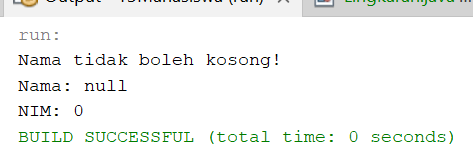 run:
Nama tidak boleh kosong!
Nama: null
NIM: 0
BUILD SUCCESSFUL (total time: 0 seconds)